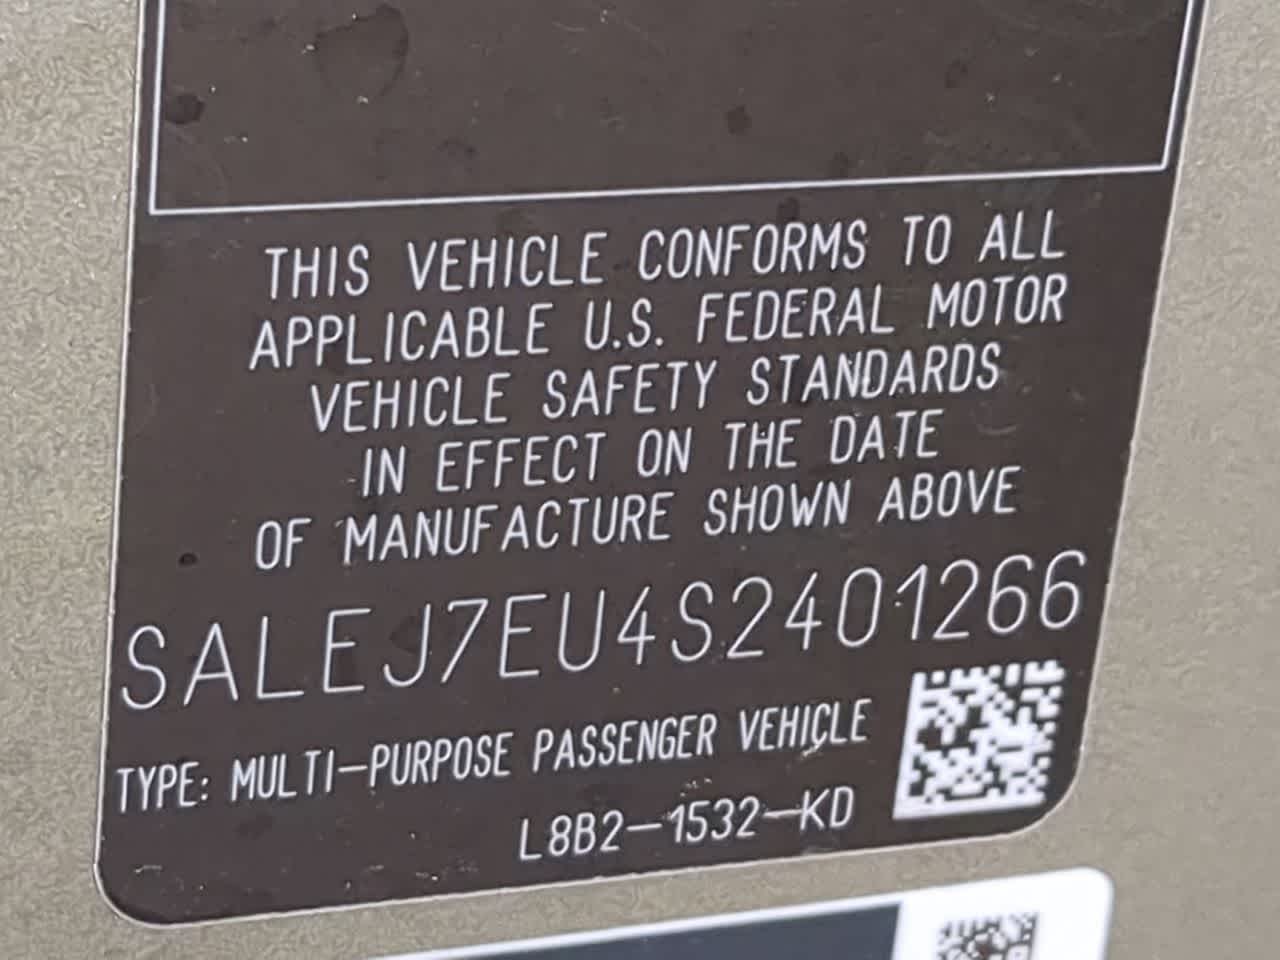 THIS VEHICLE CONFORMS TO ALL
APPLICABLE U.S. FEDERAL MOTOR
VEHICLE SAFETY STANDARDS
IN EFFECT ON THE DATE
OF MANUFACTURE SHOWN ABOVE
SALEJ7EU4S2401266
TYPE: MULTI-PURPOSE PASSENGER VEHICLE
L8B2-1532-KD